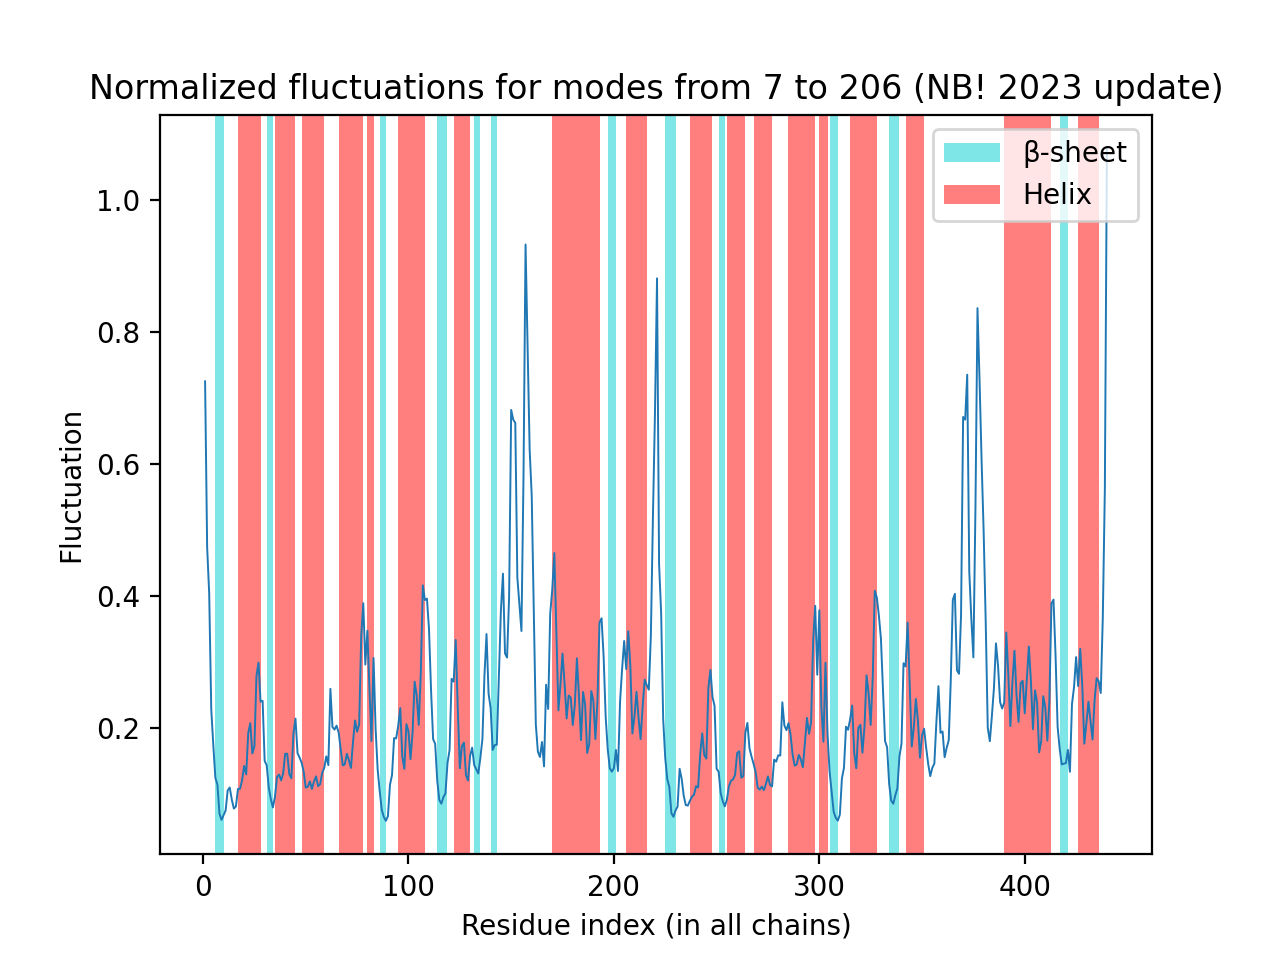 Normalized fluctuations for modes from 7 to 206 (NB! 2023 update)
β-sheet
Helix
1.0
0.8
0.6
0.4
0.2
Fluctuation
0 100 200 300 400
Residue index (in all chains)